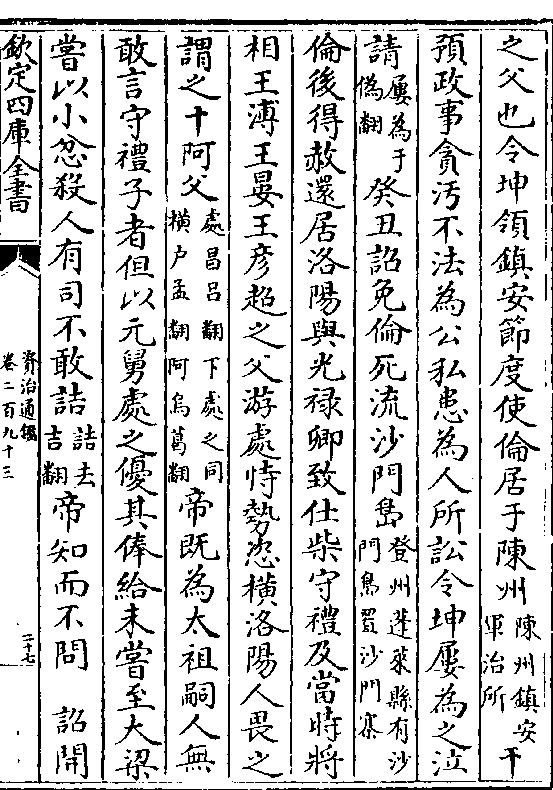 之父也令坤領鎮安節度使倫居于陳州陳州鎮安軍治所干
預政事貪汚不法為公私患為人所訟令坤屢為之泣
請屢為于偽翻癸丑詔免倫死流沙門島登州蓬萊縣有沙門島置沙門寨
倫後得赦還居洛陽與光禄卿致仕柴守禮及當時將
相王溥王晏王彦超之父游處恃勢恣横洛陽人畏之
謂之十阿父處昌呂翻下處之同横户孟翻阿烏葛翻帝既為太祖嗣人無
敢言守禮子者但以元舅處之優其俸給未嘗至大梁
嘗以小忿殺人有司不敢詰詰去吉翻帝知而不問 詔開
欽定四庫全書
資治通鑑
卷二百九十三
二十七